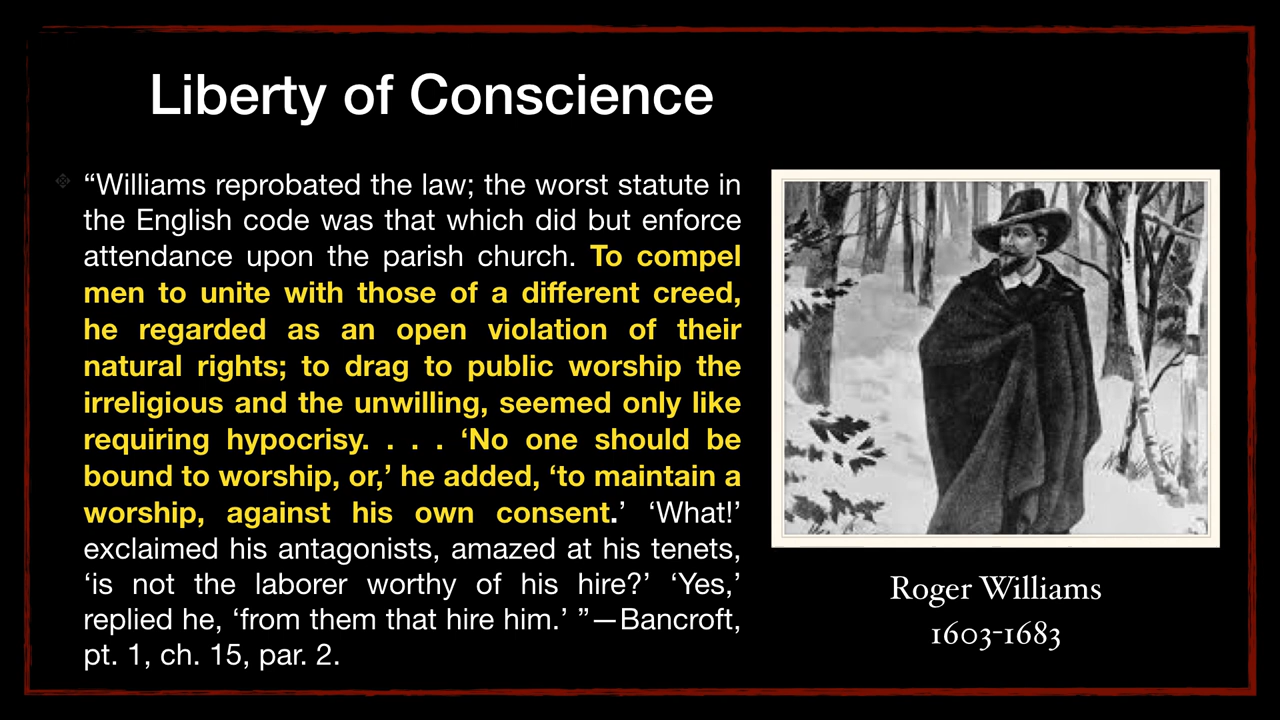 Liberty of Conscience
“Williams reprobated the law; the worst statute in
the English code was that which did but enforce
attendance upon the parish church. To compel
men to unite with those of a different creed,
he regarded as an open violation of their
natural rights; to drag to public worship the
irreligious and the unwilling, seemed only like
requiring hypocrisy. . . . ‘No one should be
bound to worship, or,’ he added, ‘to maintain a
worship, against his own consent.’ ‘What!’
exclaimed his antagonists, amazed at his tenets,
‘is not the laborer worthy of his hire?’ ‘Yes,’
replied he, ‘from them that hire him.’ ”—Bancroft,
pt. 1, ch. 15, par. 2.
Roger Williams
1603-1683